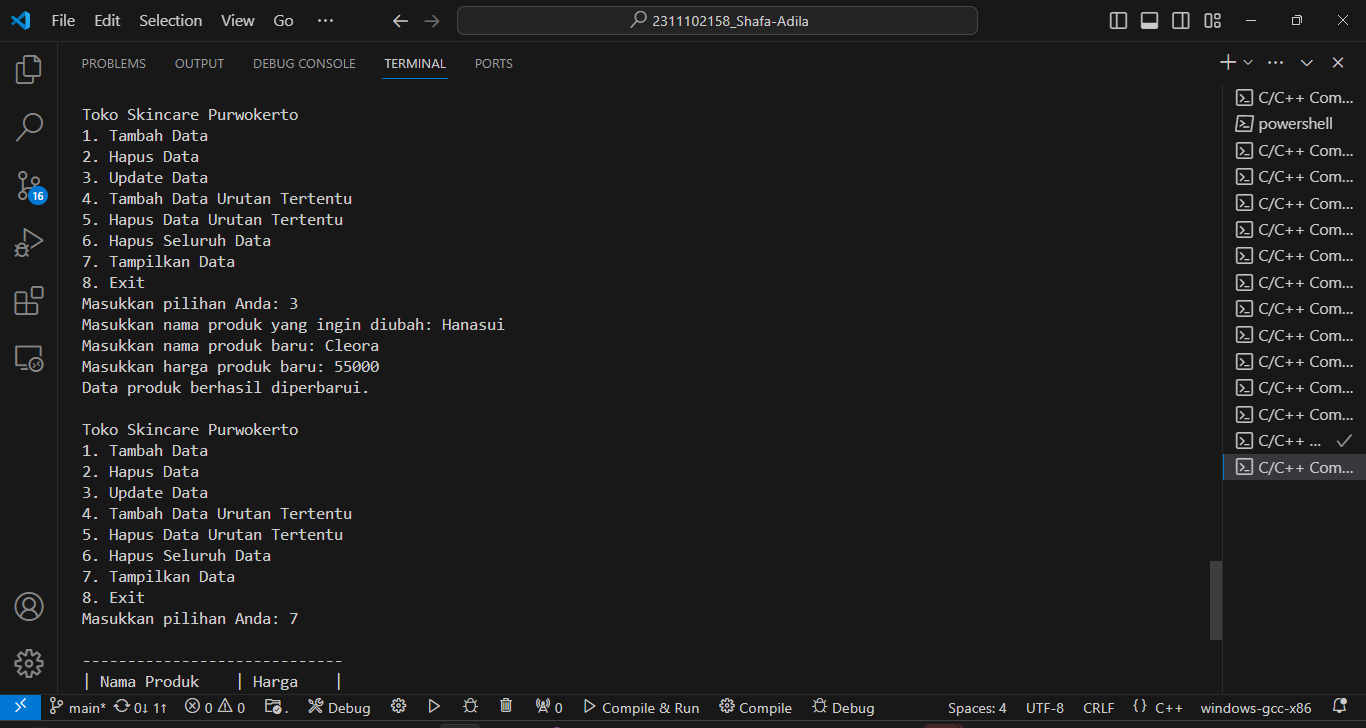 File Edit Selection View Go ···
2311102158_Shafa-Adila
PROBLEMS OUTPUT DEBUG CONSOLE TERMINAL PORTS
Toko Skincare Purwokerto
1. Tambah Data
2. Hapus Data
3. Update Data
4. Tambah Data Urutan Tertentu
5. Hapus Data Urutan Tertentu
6. Hapus Seluruh Data
7. Tampilkan Data
8. Exit
Masukkan pilihan Anda: 3
Masukkan nama produk yang ingin diubah: Hanasui
Masukkan nama produk baru: Cleora
Masukkan harga produk baru: 55000
Data produk berhasil diperbarui.
Toko Skincare Purwokerto
1. Tambah Data
2. Hapus Data
3. Update Data
4. Tambah Data Urutan Tertentu
5. Hapus Data Urutan Tertentu
6. Hapus Seluruh Data
7. Tampilkan Data
8. Exit
Masukkan pilihan Anda: 7
-----------------------------
| Nama Produk    | Harga    |
C/C++ Com...
powershell
C/C++ Com...
C/C++ Com...
C/C++ Com...
C/C++ Com...
C/C++ Com...
C/C++ Com...
C/C++ Com...
C/C++ Com...
C/C++ Com...
C/C++ Com...
C/C++ Com...
C/C++ ...
C/C++ Com...
16
main* 0↓ 1↑ 0 0 . Debug 0 Compile & Run Compile Debug Spaces: 4 UTF-8 CRLF {} C++ windows-gcc-x86